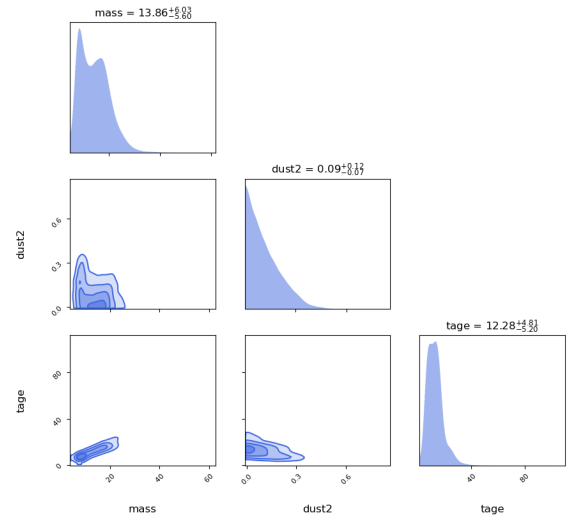 mass = 13.86+6.03 −5.60
dust2 = 0.09+0.12 −0.07
dust2
0.6
0.3
0.0
tage = 12.28+4.81 −5.20
tage
80
40
0
20
40
60
0.0
0.3
0.6
40
80
mass
dust2
tage